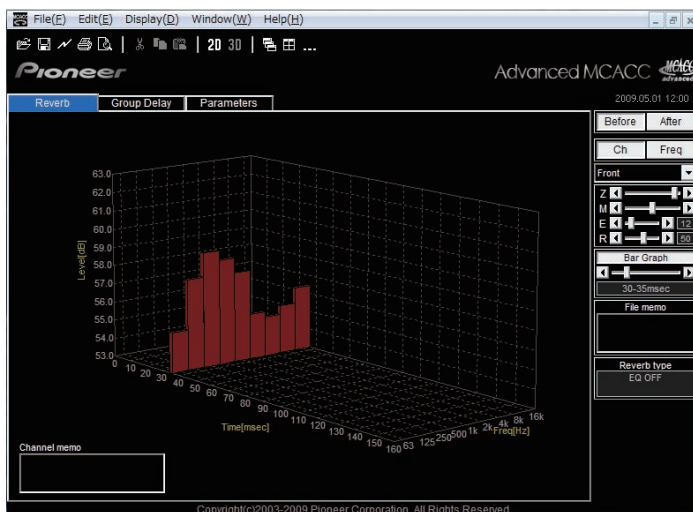 File(F) Edit(E) Display(D) Window(W) Help(H)
2D 3D ...
Pioneer
Advanced MCACC MCACC advanced
Reverb Group Delay Parameters
2009.05.01 12:00
Before After
Ch Freq
Front
Z
M
E 12
R 50
Bar Graph
30-35msec
File memo
Reverb type
EQ OFF
63.0
62.0
61.0
60.0
59.0
58.0
57.0
56.0
55.0
54.0
53.0
Level[dB]
0 10 20 30 40 50 60 70 80 90 100 110 120 130 140 150 160
Time[msec]
63 125 250 500 1k 2k 4k 8k 16k
Freq[Hz]
Channel memo
Copyright(c)2003-2009 Pioneer Corporation. All Rights Reserved.